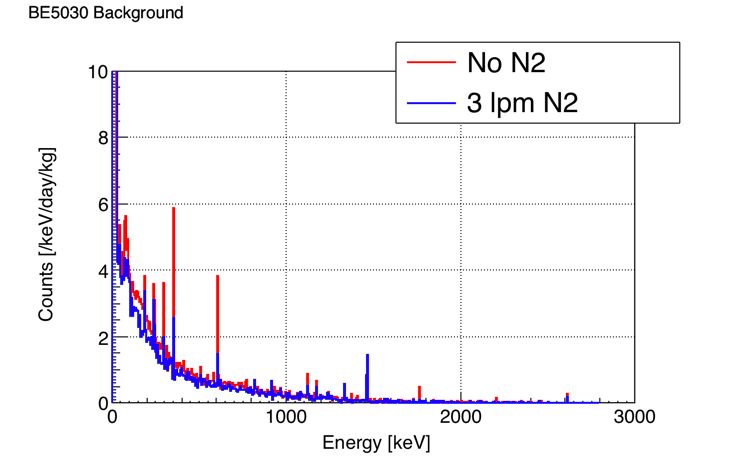 BE5030 Background
No N2
3 lpm N2
10
8
6
4
2
0
Counts [/keV/day/kg]
0 1000 2000 3000
Energy [keV]